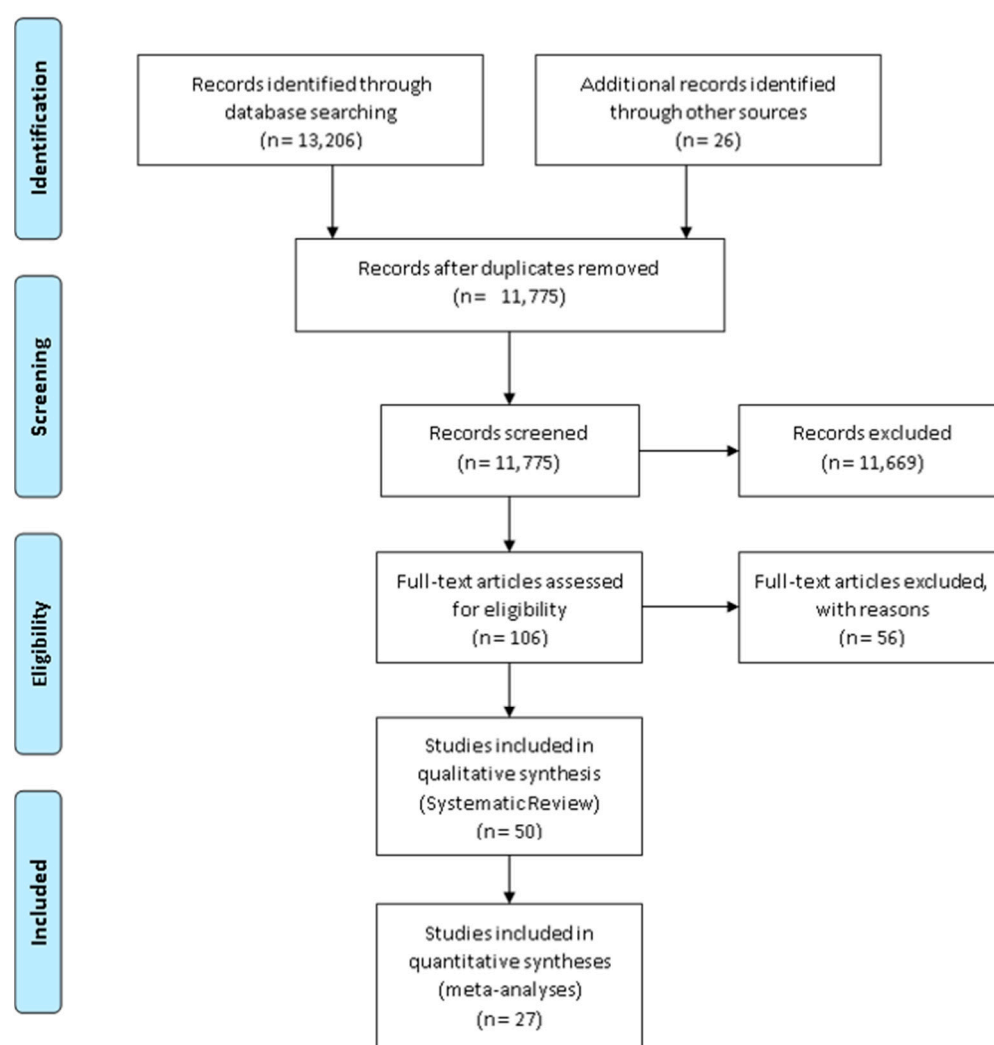 Identification
Records identified through
database searching
(n= 13,206)
Additional records identified
through other sources
(n= 26)
Records after duplicates removed
(n= 11,775)
Screening
Records screened
(n= 11,775)
Records excluded
(n= 11,669)
Eligibility
Full-text articles assessed
for eligibility
(n= 106)
Full-text articles excluded,
with reasons
(n= 56)
Studies included in
qualitative synthesis
(Systematic Review)
(n= 50)
Included
Studies included in
quantitative syntheses
(meta-analyses)
(n= 27)